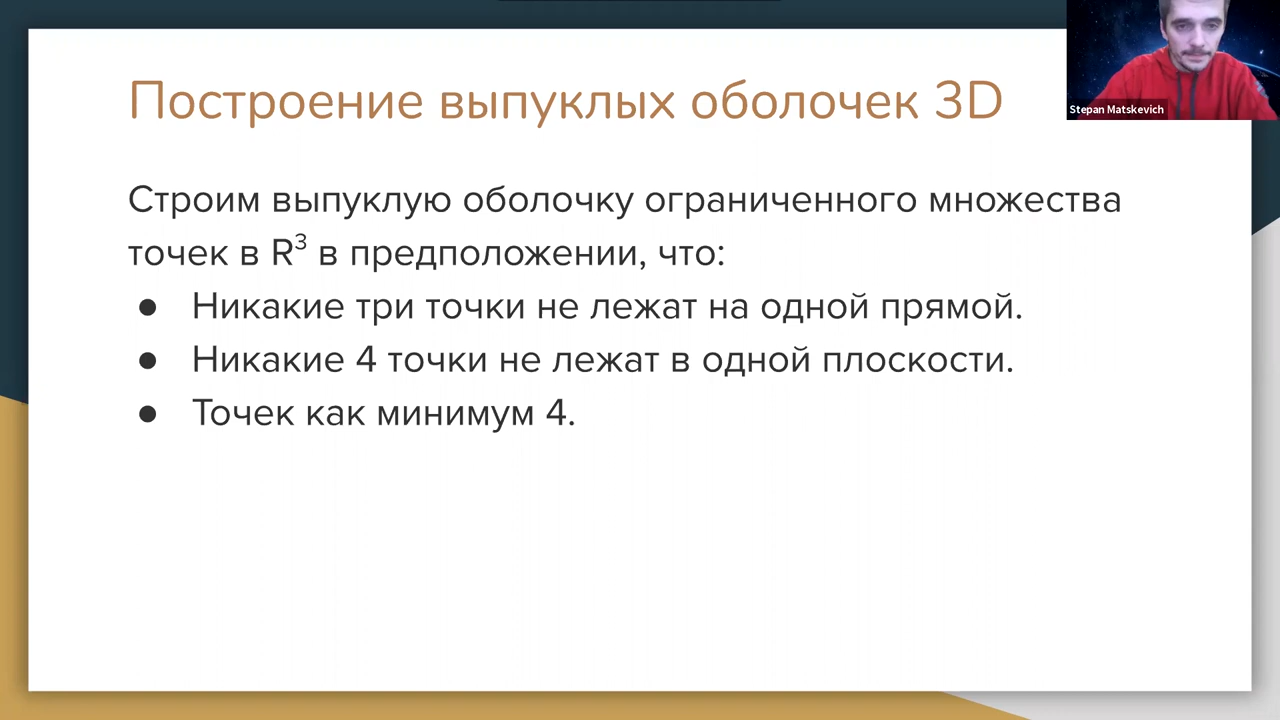 Построение выпуклых оболочек 3D
Stepan Matskevich
Строим выпуклую оболочку ограниченного множества
точек в R³ в предположении, что:
● Никакие три точки не лежат на одной прямой.
● Никакие 4 точки не лежат в одной плоскости.
● Точек как минимум 4.